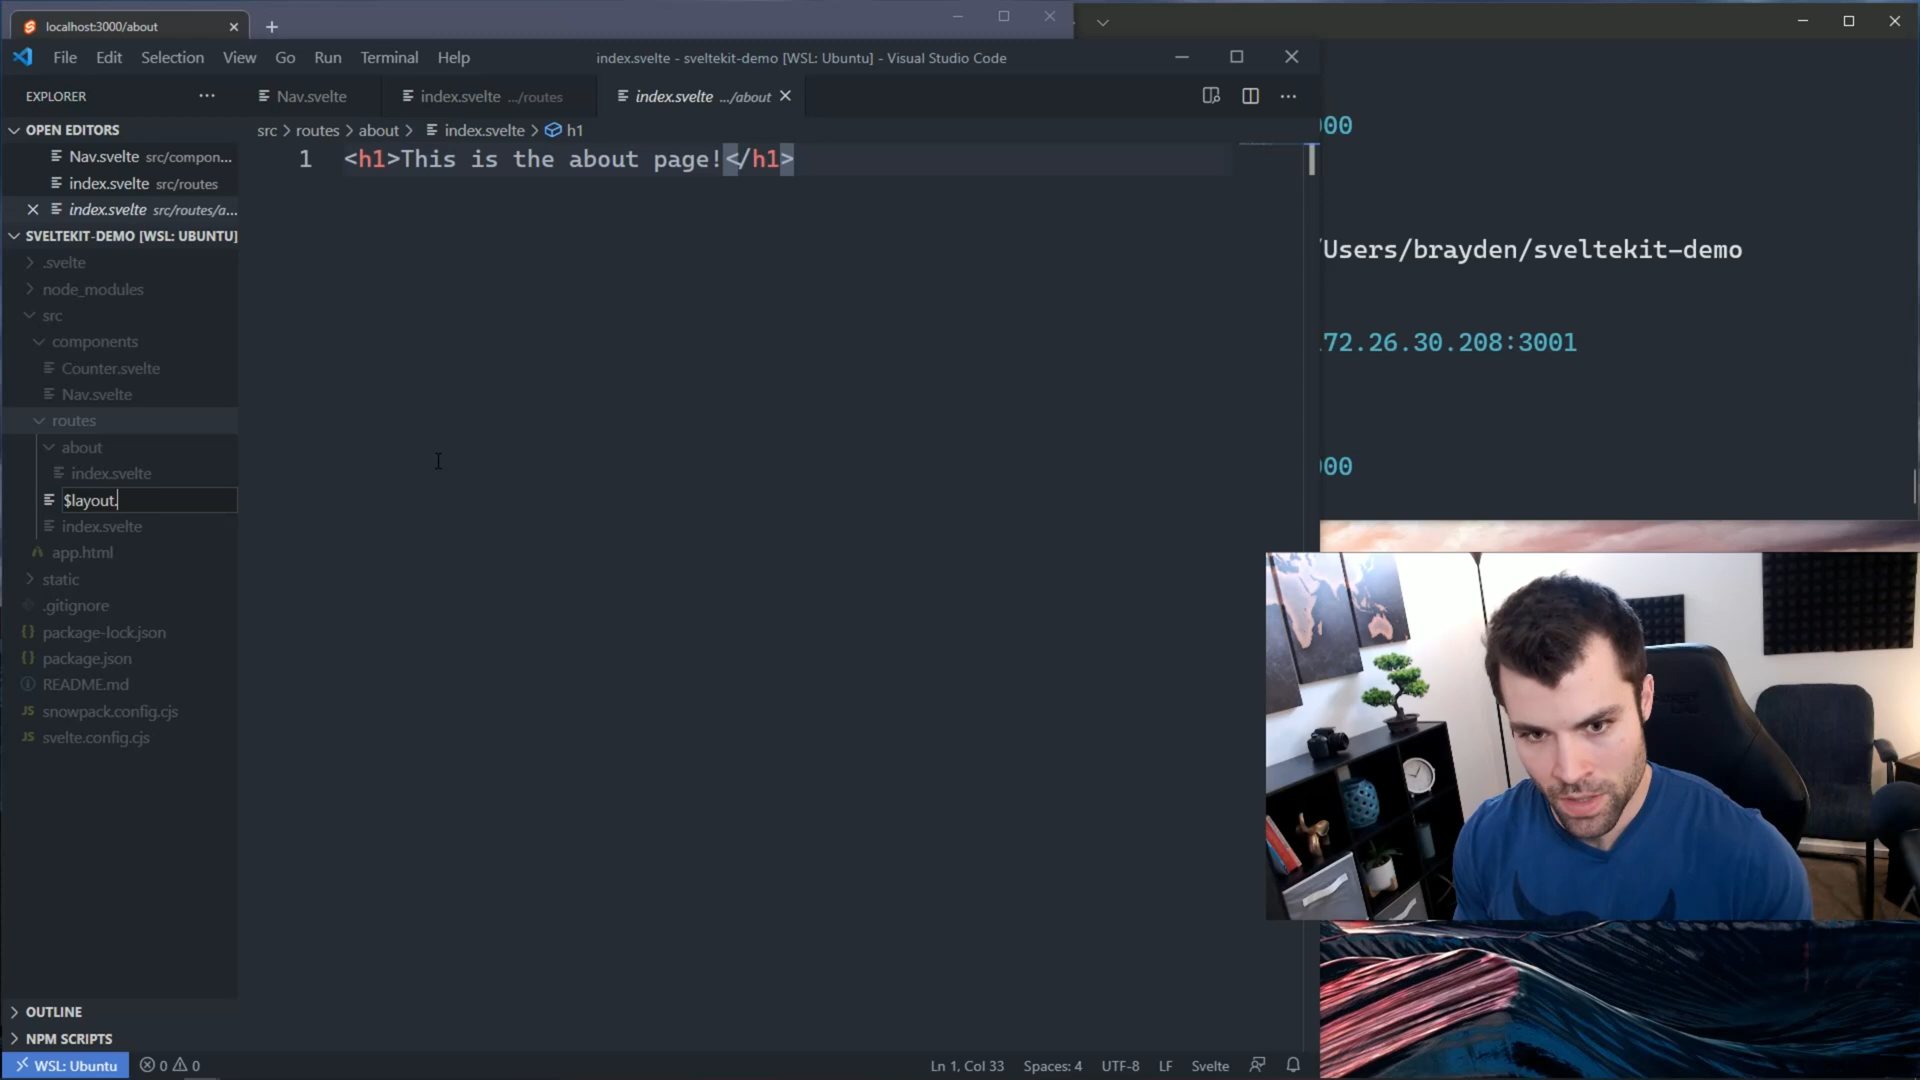 localhost:3000/about
File Edit Selection View Go Run Terminal Help
index.svelte - sveltekit-demo [WSL: Ubuntu] - Visual Studio Code
EXPLORER
Nav.svelte
index.svelte .../routes
index.svelte .../about
OPEN EDITORS
src > routes > about > index.svelte > h1
Nav.svelte src/compon...
1 <h1>This is the about page!</h1>
index.svelte src/routes
index.svelte src/routes/a...
SVELTEKIT-DEMO [WSL: UBUNTU]
.svelte
node_modules
src
components
Counter.svelte
Nav.svelte
routes
about
index.svelte
$layout.
index.svelte
app.html
static
.gitignore
package-lock.json
package.json
README.md
snowpack.config.cjs
svelte.config.cjs
OUTLINE
NPM SCRIPTS
WSL: Ubuntu 0 0
Ln 1, Col 33 Spaces: 4 UTF-8 LF Svelte
00
/Users/brayden/sveltekit-demo
72.26.30.208:3001
00